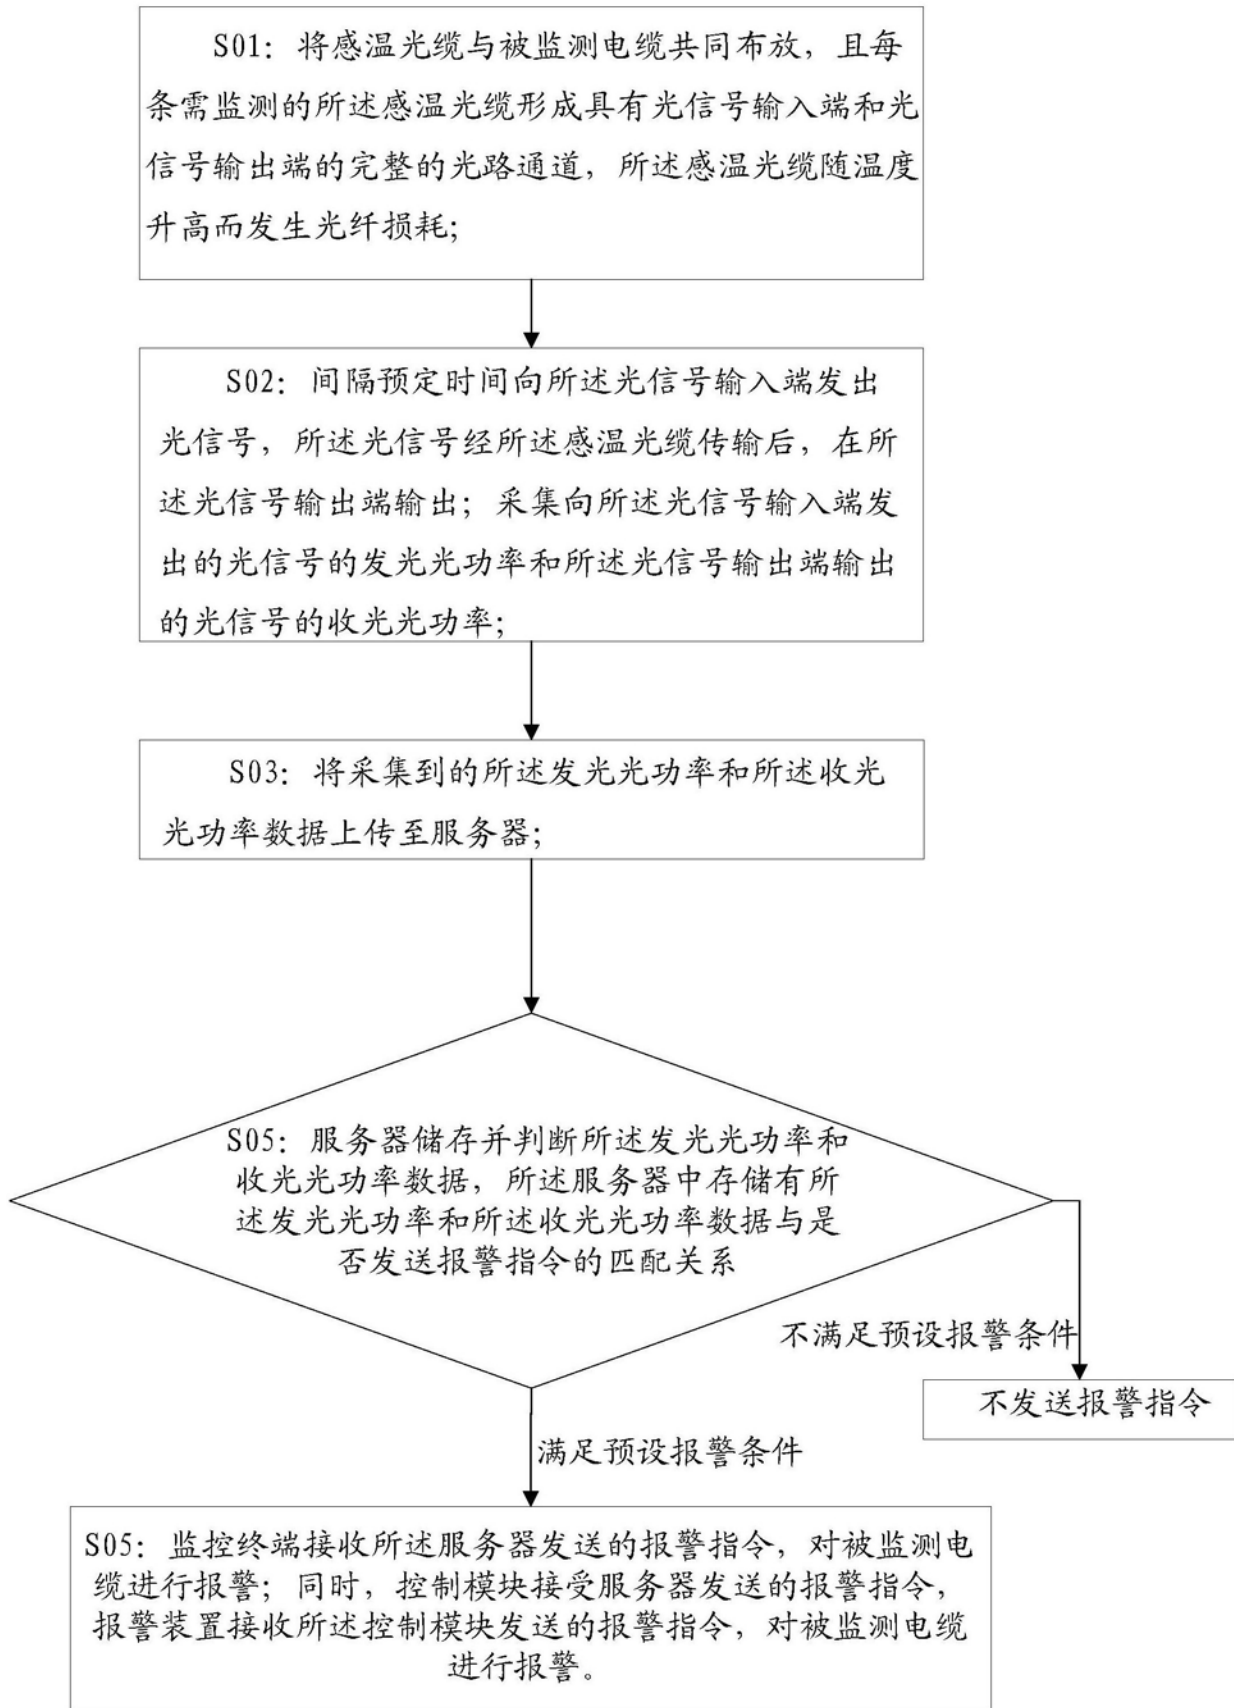 S01：将感温光缆与被监测电缆共同布放，且每
条需监测的所述感温光缆形成具有光信号输入端和光
信号输出端的完整的光路通道，所述感温光缆随温度
升高而发生光纤损耗；
S02：间隔预定时间向所述光信号输入端发出
光信号，所述光信号经所述感温光缆传输后，在所
述光信号输出端输出；采集向所述光信号输入端发
出的光信号的发光光功率和所述光信号输出端输出
的光信号的收光光功率；
S03：将采集到的所述发光光功率和所述收光
光功率数据上传至服务器；
S05：服务器储存并判断所述发光光功率和
收光光功率数据，所述服务器中存储有所
述发光光功率和所述收光光功率数据与是
否发送报警指令的匹配关系
不满足预设报警条件
不发送报警指令
满足预设报警条件
S05：监控终端接收所述服务器发送的报警指令，对被监测电
缆进行报警；同时，控制模块接受服务器发送的报警指令，
报警装置接收所述控制模块发送的报警指令，对被监测电缆
进行报警。